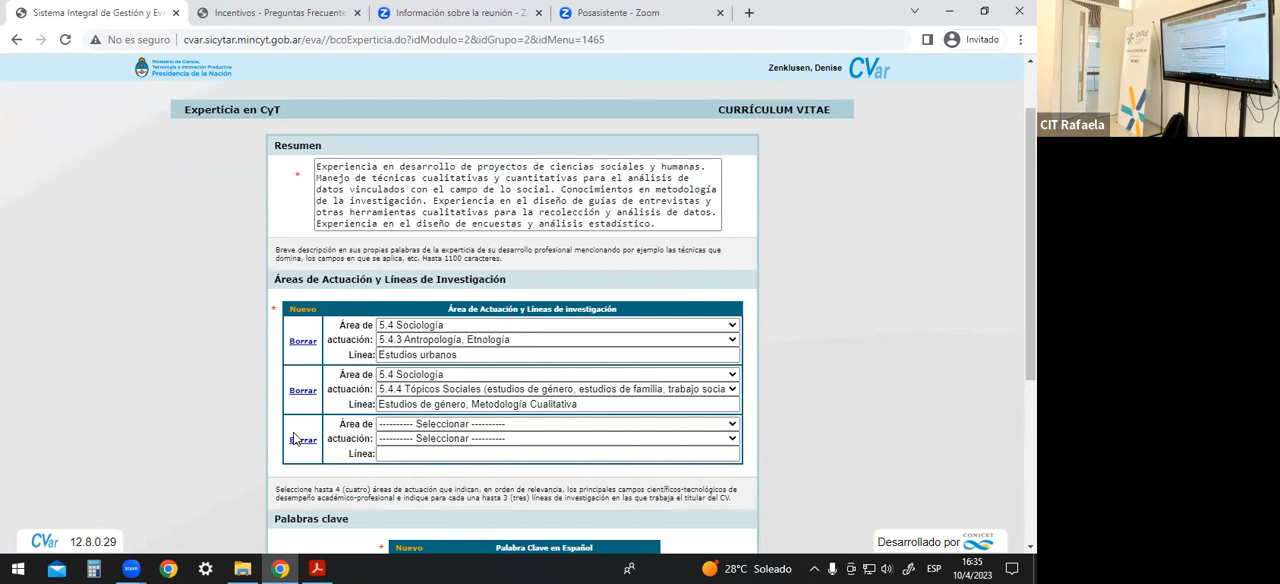 Sistema Integral de Gestión y Eva
Incentivos - Preguntas Frecuente
Información sobre la reunión - Z
Posasistente - Zoom
No es seguro
cvar.sicytar.mincyt.gob.ar/eva//bcoExperticia.do?idModulo=2&idGrupo=2&idMenu=1465
Invitado
Ministerio de Ciencia,
Tecnología e Innovación Productiva
Presidencia de la Nación
Zenklusen, Denise
CVar
Experticia en CyT
CURRÍCULUM VITAE
Resumen
* Experiencia en desarrollo de proyectos de ciencias sociales y humanas.
Manejo de técnicas cualitativas y cuantitativas para el análisis de
datos vinculados con el campo de lo social. Conocimientos en metodología
de la investigación. Experiencia en el diseño de guías de entrevistas y
otras herramientas cualitativas para la recolección y análisis de datos.
Experiencia en el diseño de encuestas y análisis estadístico.
Breve descripción en sus propias palabras de la experticia de su desarrollo profesional mencionando por ejemplo las técnicas que
domina, los campos en que se aplica, etc. Hasta 1100 caracteres.
Áreas de Actuación y Líneas de Investigación
* Nuevo Área de Actuación y Líneas de investigación
Área de 5.4 Sociología
Borrar actuación: 5.4.3 Antropología, Etnología
Línea: Estudios urbanos
Área de 5.4 Sociología
Borrar actuación: 5.4.4 Tópicos Sociales (estudios de género, estudios de familia, trabajo socia
Línea: Estudios de género, Metodología Cualitativa
Área de ---------- Seleccionar ----------
Borrar actuación: ---------- Seleccionar ----------
Línea:
Seleccione hasta 4 (cuatro) áreas de actuación que indican, en orden de relevancia, los principales campos científicos-tecnológicos de
desempeño académico-profesional e indique para cada una hasta 3 (tres) líneas de investigación en las que trabaja el titular del CV.
Palabras clave
* Nuevo Palabra Clave en Español
CVar 12.8.0.29
Desarrollado por CONICET
28°C Soleado
ESP
16:35
10/4/2023
CIT Rafaela